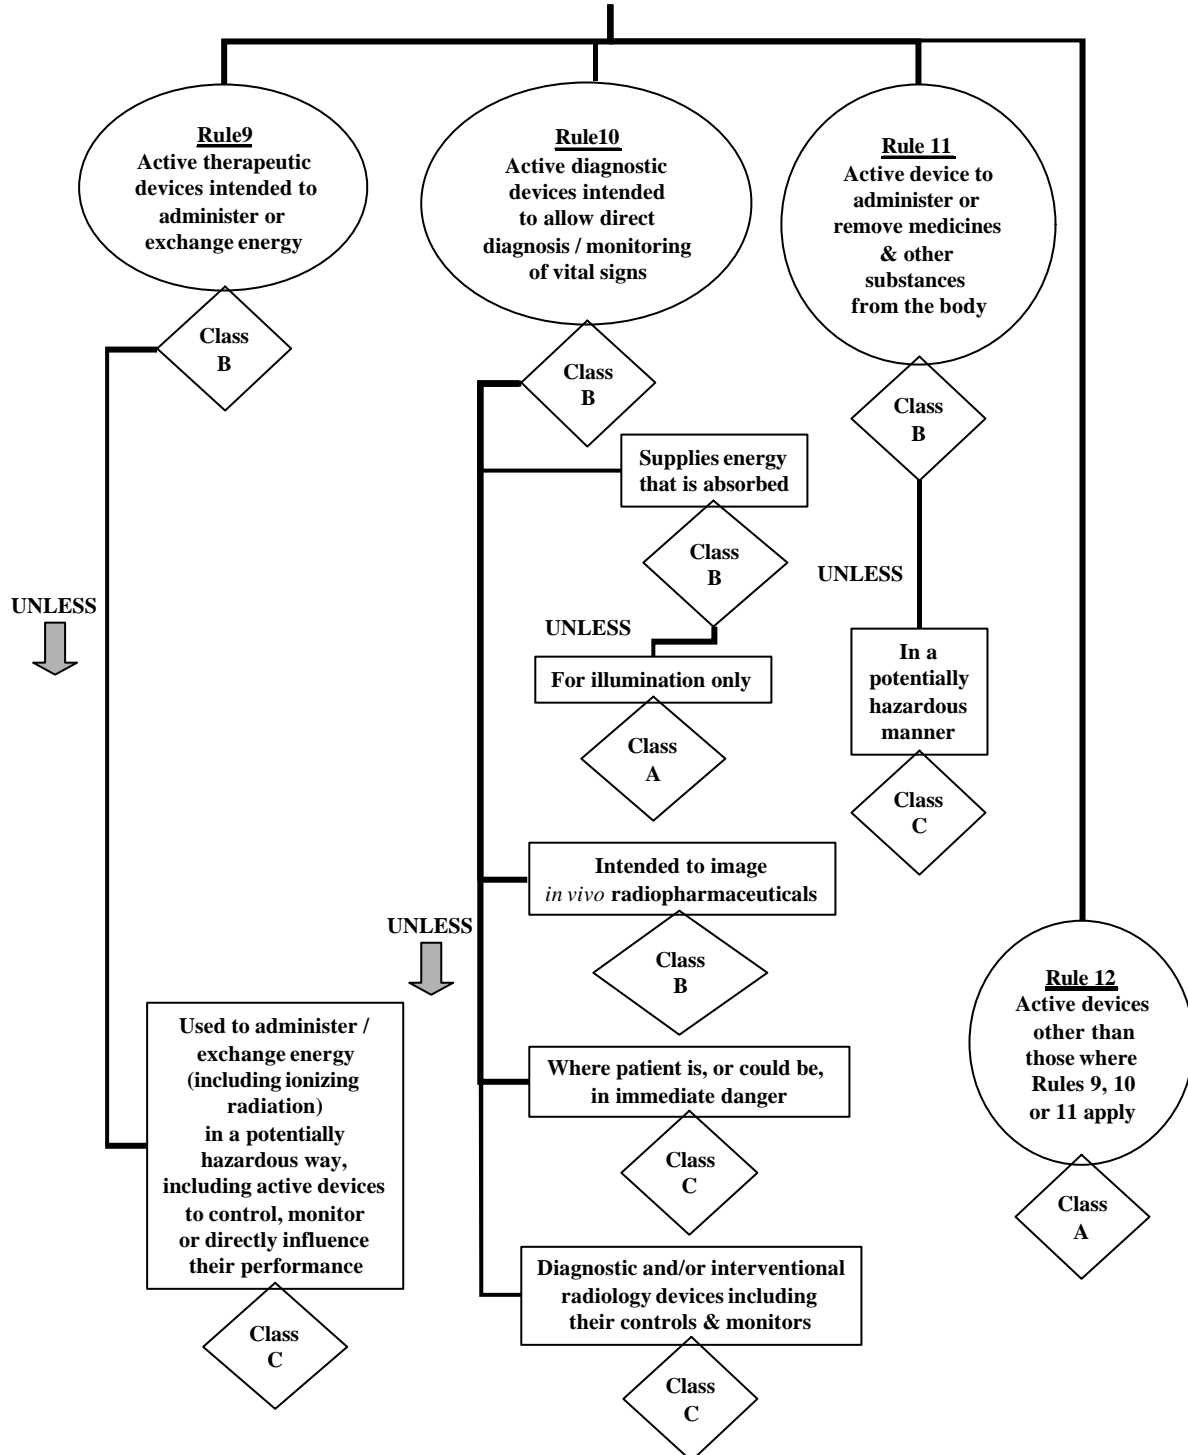 Rule9
Active therapeutic
devices intended to
administer or
exchange energy
Class
B
UNLESS
Used to administer /
exchange energy
(including ionizing
radiation)
in a potentially
hazardous way,
including active devices
to control, monitor
or directly influence
their performance
Class
C
Rule10
Active diagnostic
devices intended
to allow direct
diagnosis / monitoring
of vital signs
Class
B
UNLESS
Supplies energy
that is absorbed
Class
B
UNLESS
For illumination only
Class
A
Intended to image
in vivo radiopharmaceuticals
Class
B
Where patient is, or could be,
in immediate danger
Class
C
Diagnostic and/or interventional
radiology devices including
their controls & monitors
Class
C
Rule 11
Active device to
administer or
remove medicines
& other
substances
from the body
Class
B
UNLESS
In a
potentially
hazardous
manner
Class
C
Rule 12
Active devices
other than
those where
Rules 9, 10
or 11 apply
Class
A